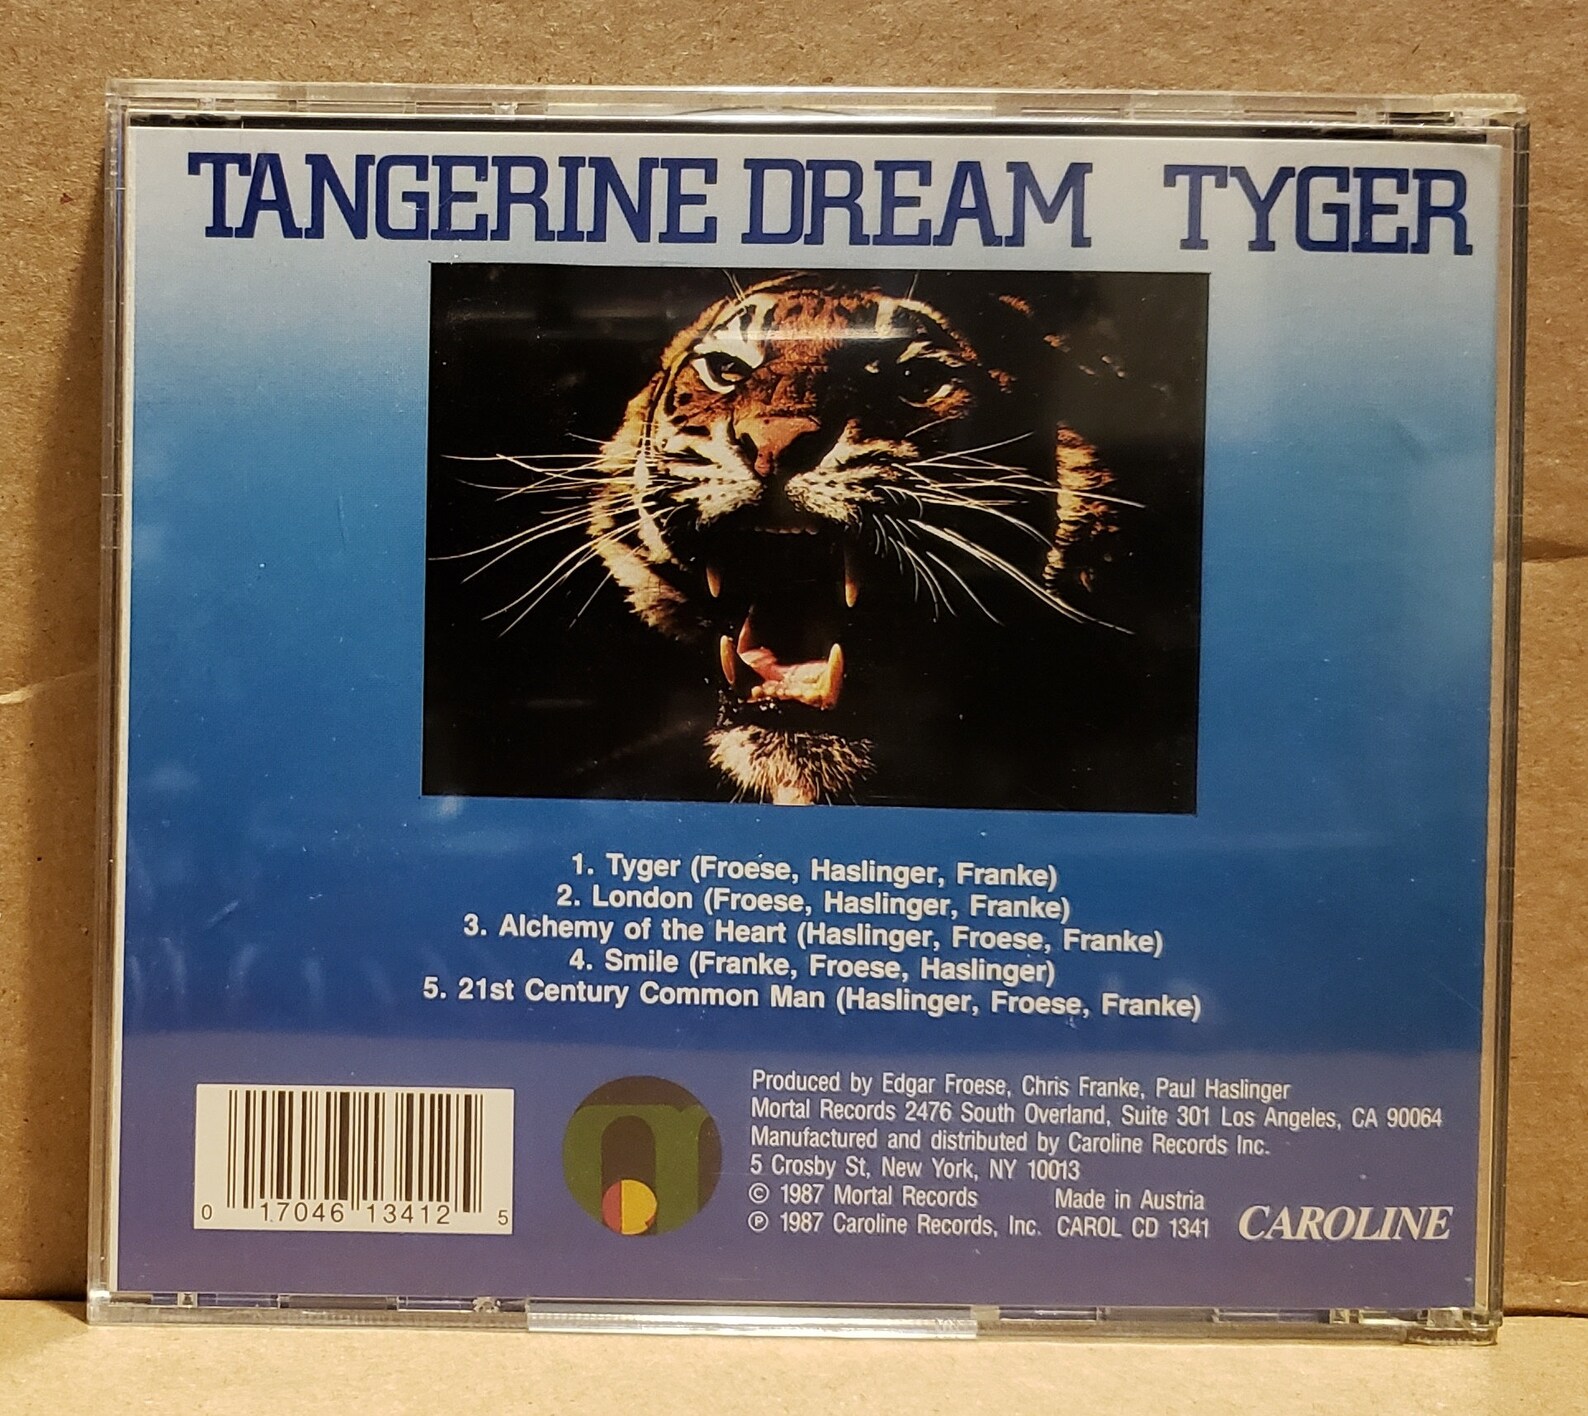 TANGERINE DREAM TYGER
1. Tyger (Froese, Haslinger, Franke)
2. London (Froese, Haslinger, Franke)
3. Alchemy of the Heart (Haslinger, Froese, Franke)
4. Smile (Franke, Froese, Haslinger)
5. 21st Century Common Man (Haslinger, Froese, Franke)
0 17046 13412 5
Produced by Edgar Froese, Chris Franke, Paul Haslinger
Mortal Records 2476 South Overland, Suite 301 Los Angeles, CA 90064
Manufactured and distributed by Caroline Records Inc.
5 Crosby St, New York, NY 10013
© 1987 Mortal Records Made in Austria
℗ 1987 Caroline Records, Inc. CAROL CD 1341
CAROLINE